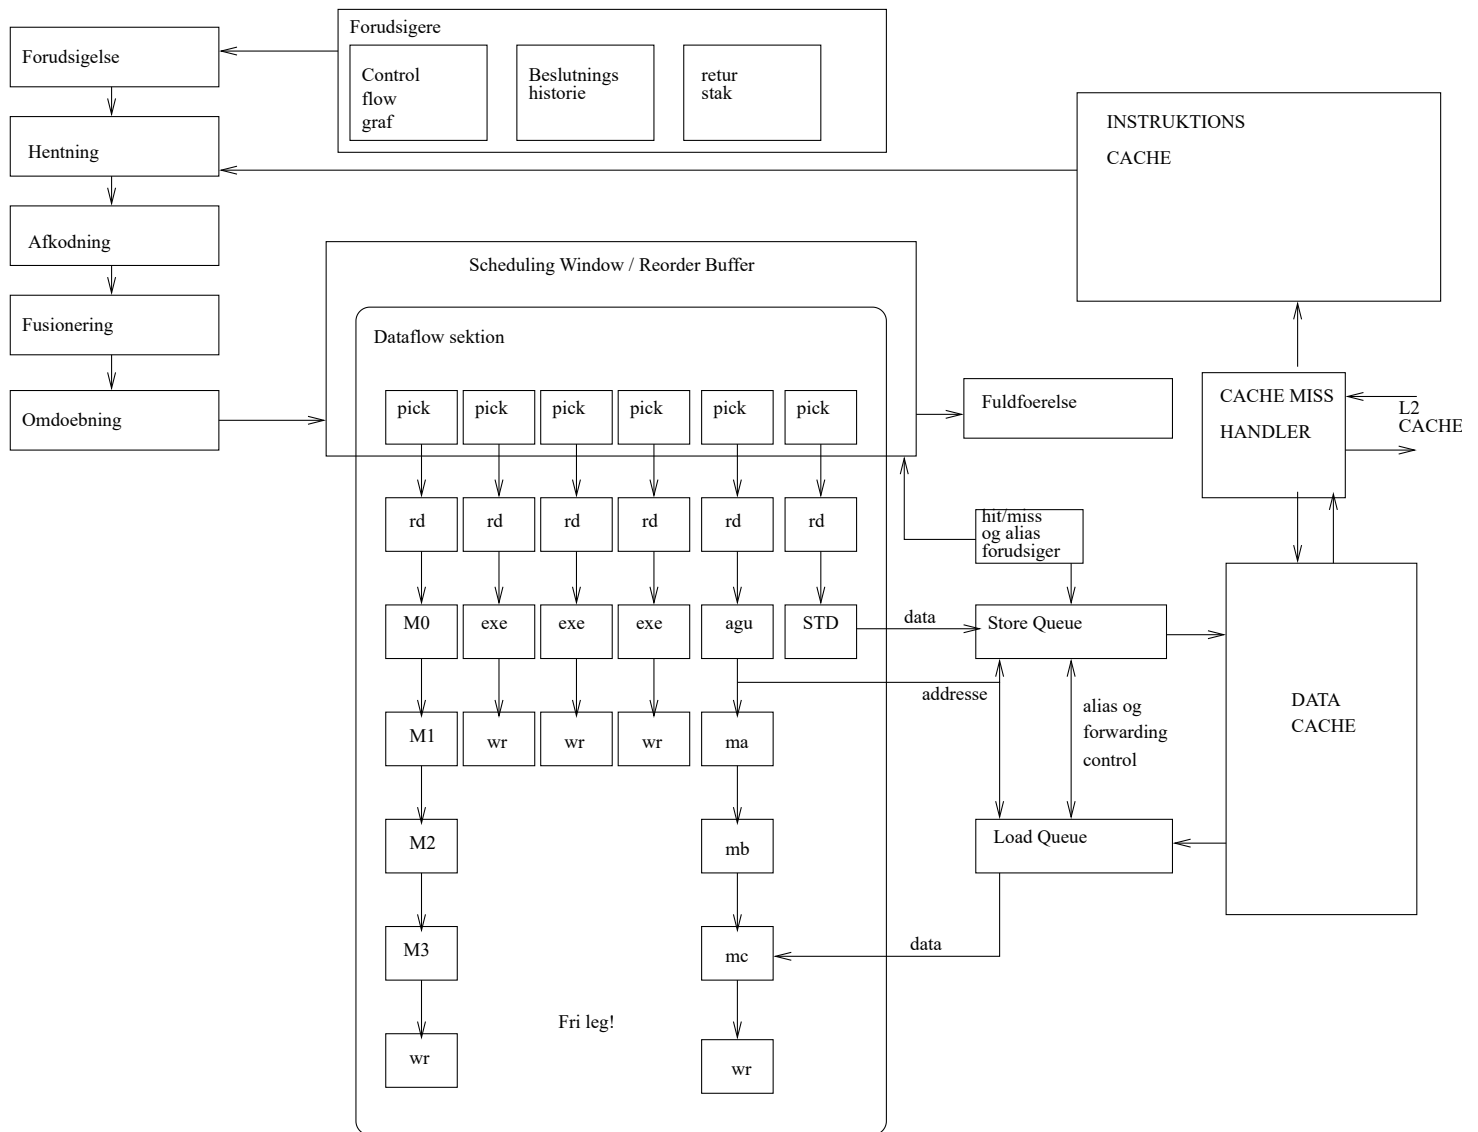 Forudsigere
Forudsigelse
Control
flow
graf
Beslutnings
historie
retur
stak
Hentning
INSTRUKTIONS
CACHE
Afkodning
Scheduling Window / Reorder Buffer
Fusionering
Dataflow sektion
Omdoebning
pick
pick
pick
pick
pick
pick
Fuldfoerelse
CACHE MISS
HANDLER
L2
CACHE
rd
rd
rd
rd
rd
rd
hit/miss
og alias
forudsiger
M0
exe
exe
exe
agu
STD
data
Store Queue
addresse
M1
wr
wr
wr
ma
alias og
forwarding
control
DATA
CACHE
M2
mb
Load Queue
M3
mc
data
Fri leg!
wr
wr